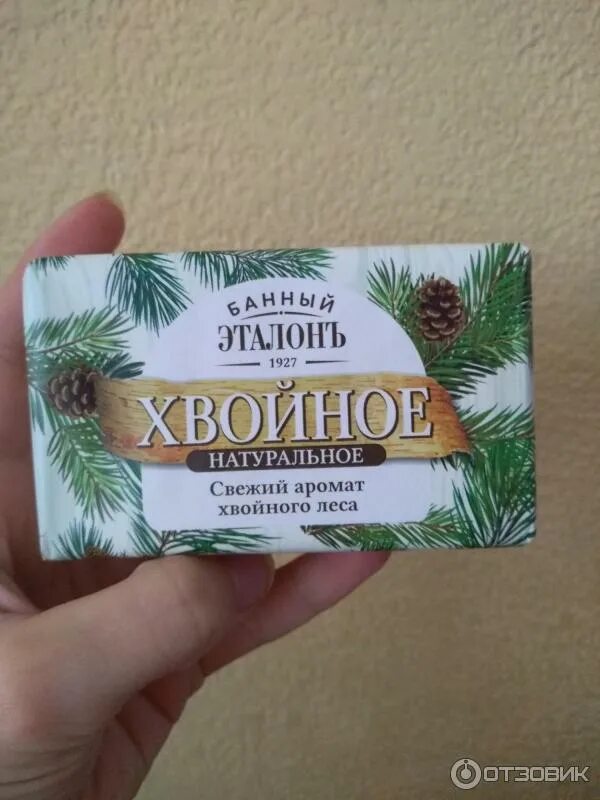 БАННЫЙ
ЭТАЛОНЪ
1927
ХВОЙНОЕ
НАТУРАЛЬНОЕ
Свежий аромат
хвойного леса
ОТЗОВИК